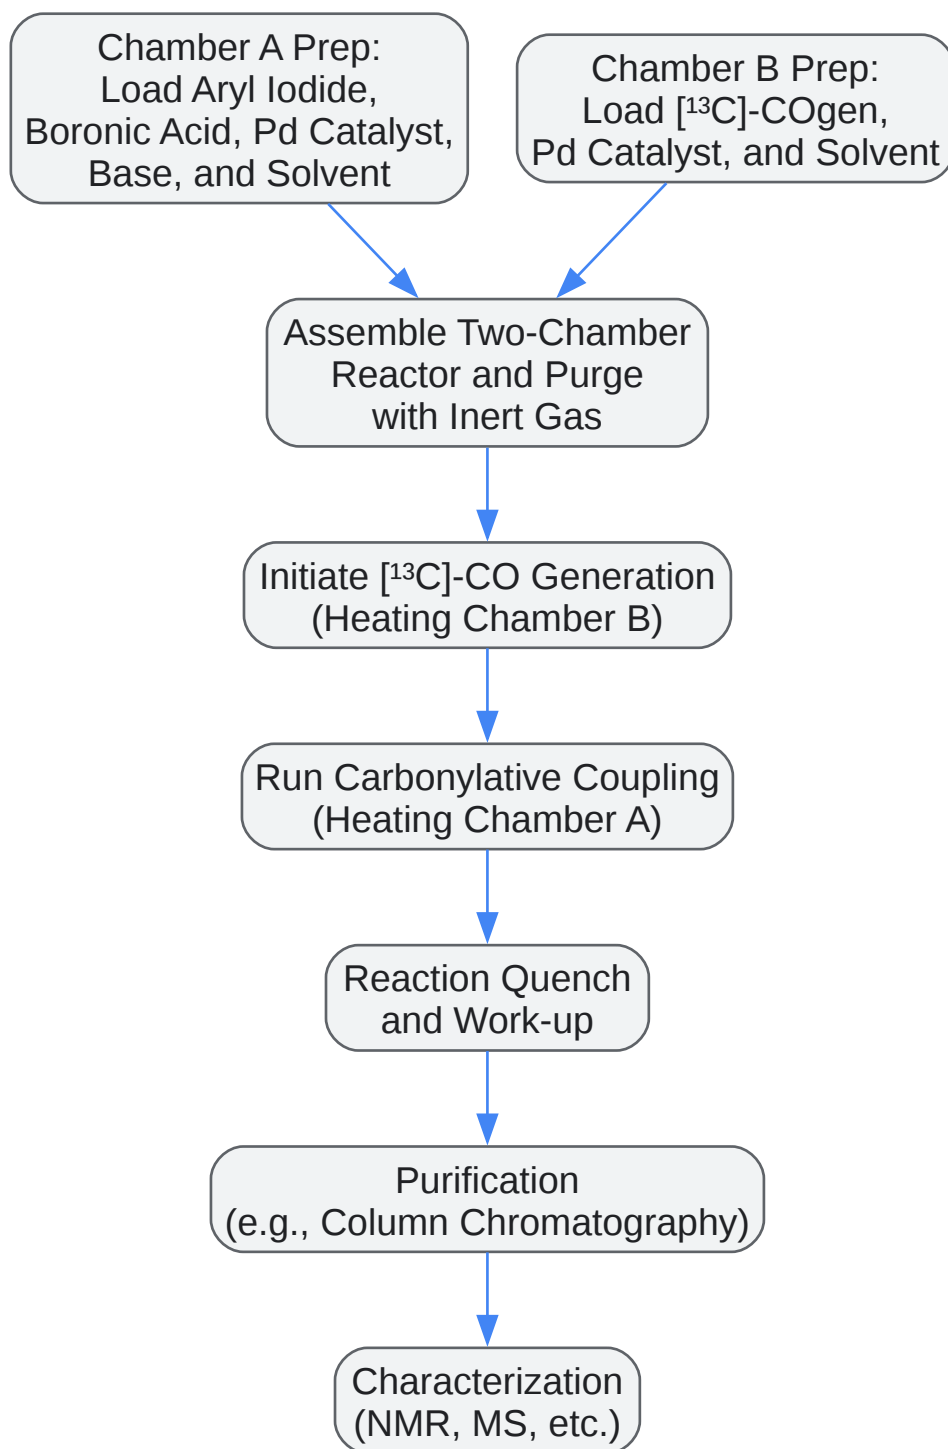 Chamber A Prep:
Load Aryl Iodide,
Boronic Acid, Pd Catalyst,
Base, and Solvent
Chamber B Prep:
Load [¹³C]-COgen,
Pd Catalyst, and Solvent
Assemble Two-Chamber
Reactor and Purge
with Inert Gas
Initiate [¹³C]-CO Generation
(Heating Chamber B)
Run Carbonylative Coupling
(Heating Chamber A)
Reaction Quench
and Work-up
Purification
(e.g., Column Chromatography)
Characterization
(NMR, MS, etc.)